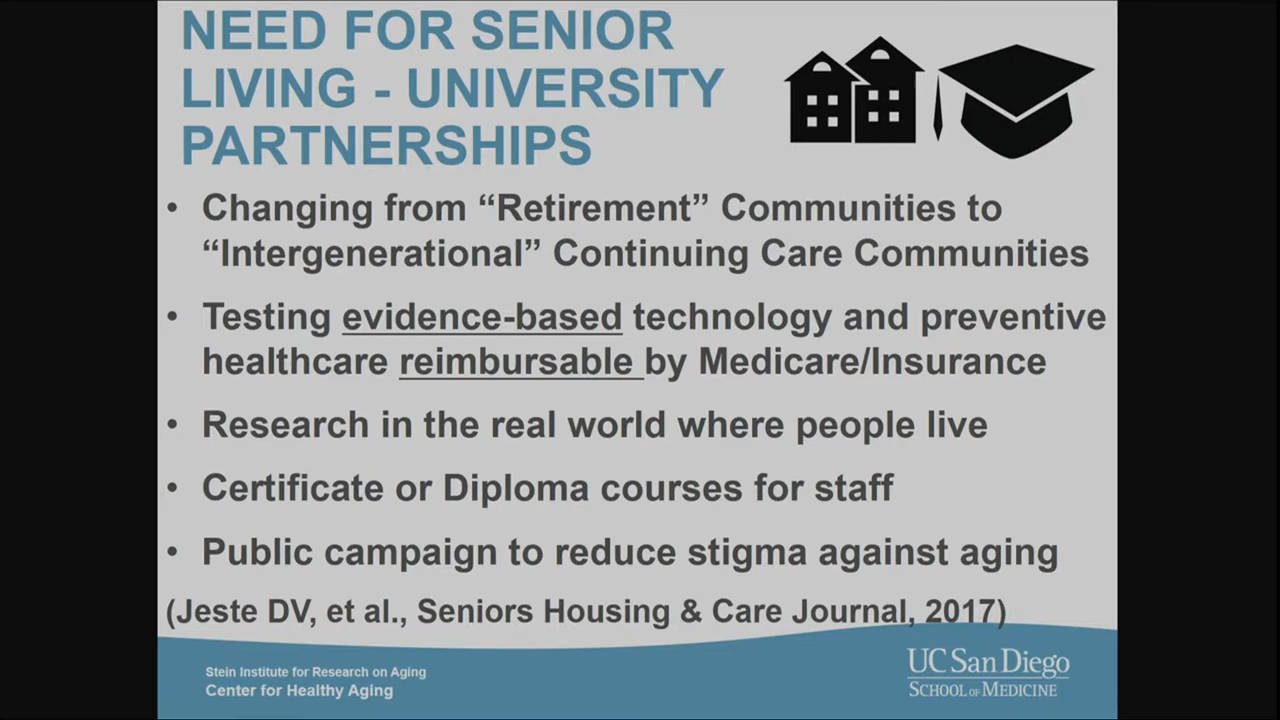 NEED FOR SENIOR
LIVING - UNIVERSITY
PARTNERSHIPS
• Changing from “Retirement” Communities to
“Intergenerational” Continuing Care Communities
• Testing evidence-based technology and preventive
healthcare reimbursable by Medicare/Insurance
• Research in the real world where people live
• Certificate or Diploma courses for staff
• Public campaign to reduce stigma against aging
(Jeste DV, et al., Seniors Housing & Care Journal, 2017)
Stein Institute for Research on Aging
Center for Healthy Aging
UC San Diego
SCHOOL OF MEDICINE